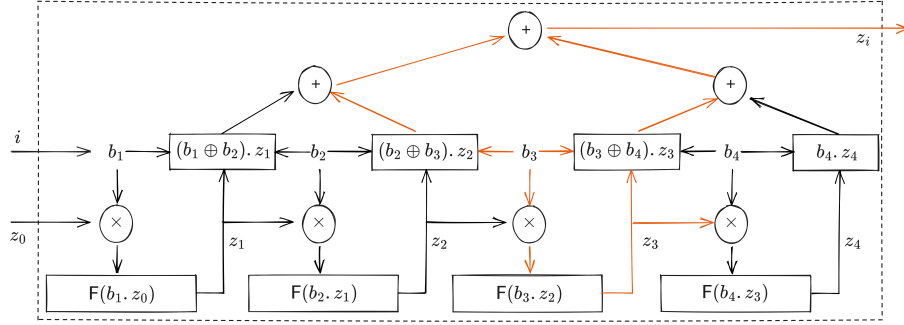 +
z_i
+ +
i b_1 (b_1 ⊕ b_2). z_1 b_2 (b_2 ⊕ b_3). z_2 b_3 (b_3 ⊕ b_4). z_3 b_4 b_4. z_4
z_0 × z_1 × z_2 × z_3 × z_4
F(b_1. z_0) F(b_2. z_1) F(b_3. z_2) F(b_4. z_3)